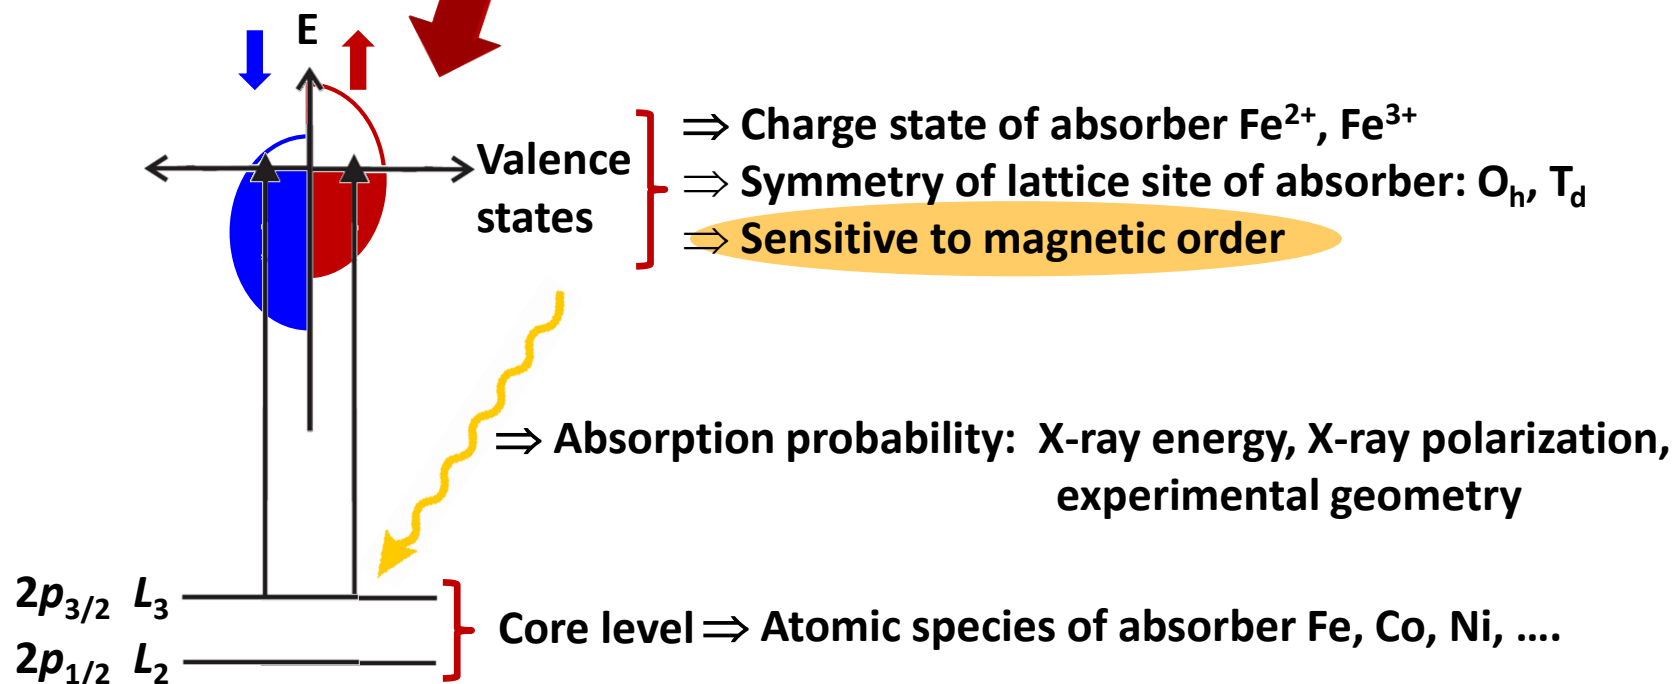 E
Valence
states
⇒ Charge state of absorber Fe²⁺, Fe³⁺
⇒ Symmetry of lattice site of absorber: Oₕ, T_d
⇒ Sensitive to magnetic order
⇒ Absorption probability: X-ray energy, X-ray polarization,
experimental geometry
2p₃/₂ L₃
2p₁/₂ L₂
Core level ⇒ Atomic species of absorber Fe, Co, Ni, ....